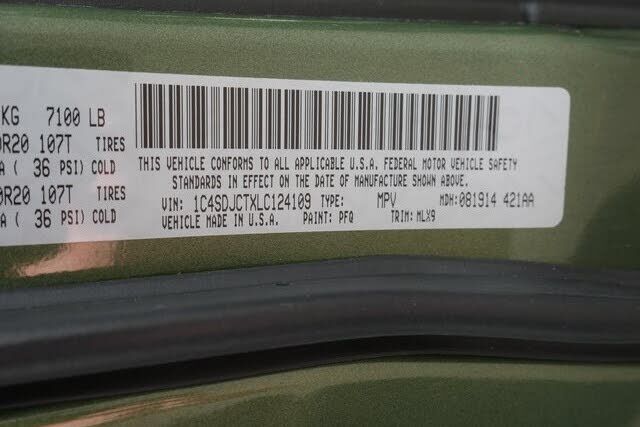 KG 7100 LB
0R20 107T TIRES
A ( 36 PSI) COLD
0R20 107T TIRES
A ( 36 PSI) COLD
THIS VEHICLE CONFORMS TO ALL APPLICABLE U.S.A. FEDERAL MOTOR VEHICLE SAFETY
STANDARDS IN EFFECT ON THE DATE OF MANUFACTURE SHOWN ABOVE.
VIN: 1C4SDJCTXLC124109 TYPE: MPV MDH:081914 421AA
VEHICLE MADE IN U.S.A. PAINT: PFQ TRIM: MLX9